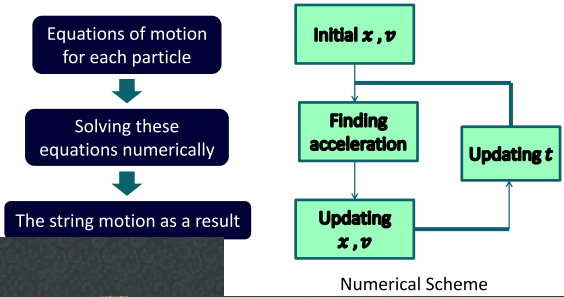 Equations of motion
for each particle
Solving these
equations numerically
The string motion as a result
Initial x , v
Finding
acceleration
Updating t
Updating
x , v
Numerical Scheme